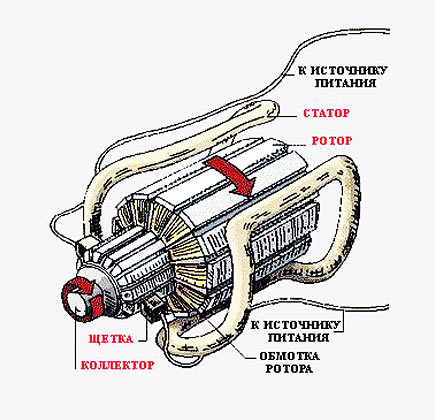 К ИСТОЧНИКУ
ПИТАНИЯ
СТАТОР
РОТОР
К ИСТОЧНИКУ
ПИТАНИЯ
ЩЕТКА
ОБМОТКА
РОТОРА
КОЛЛЕКТОР